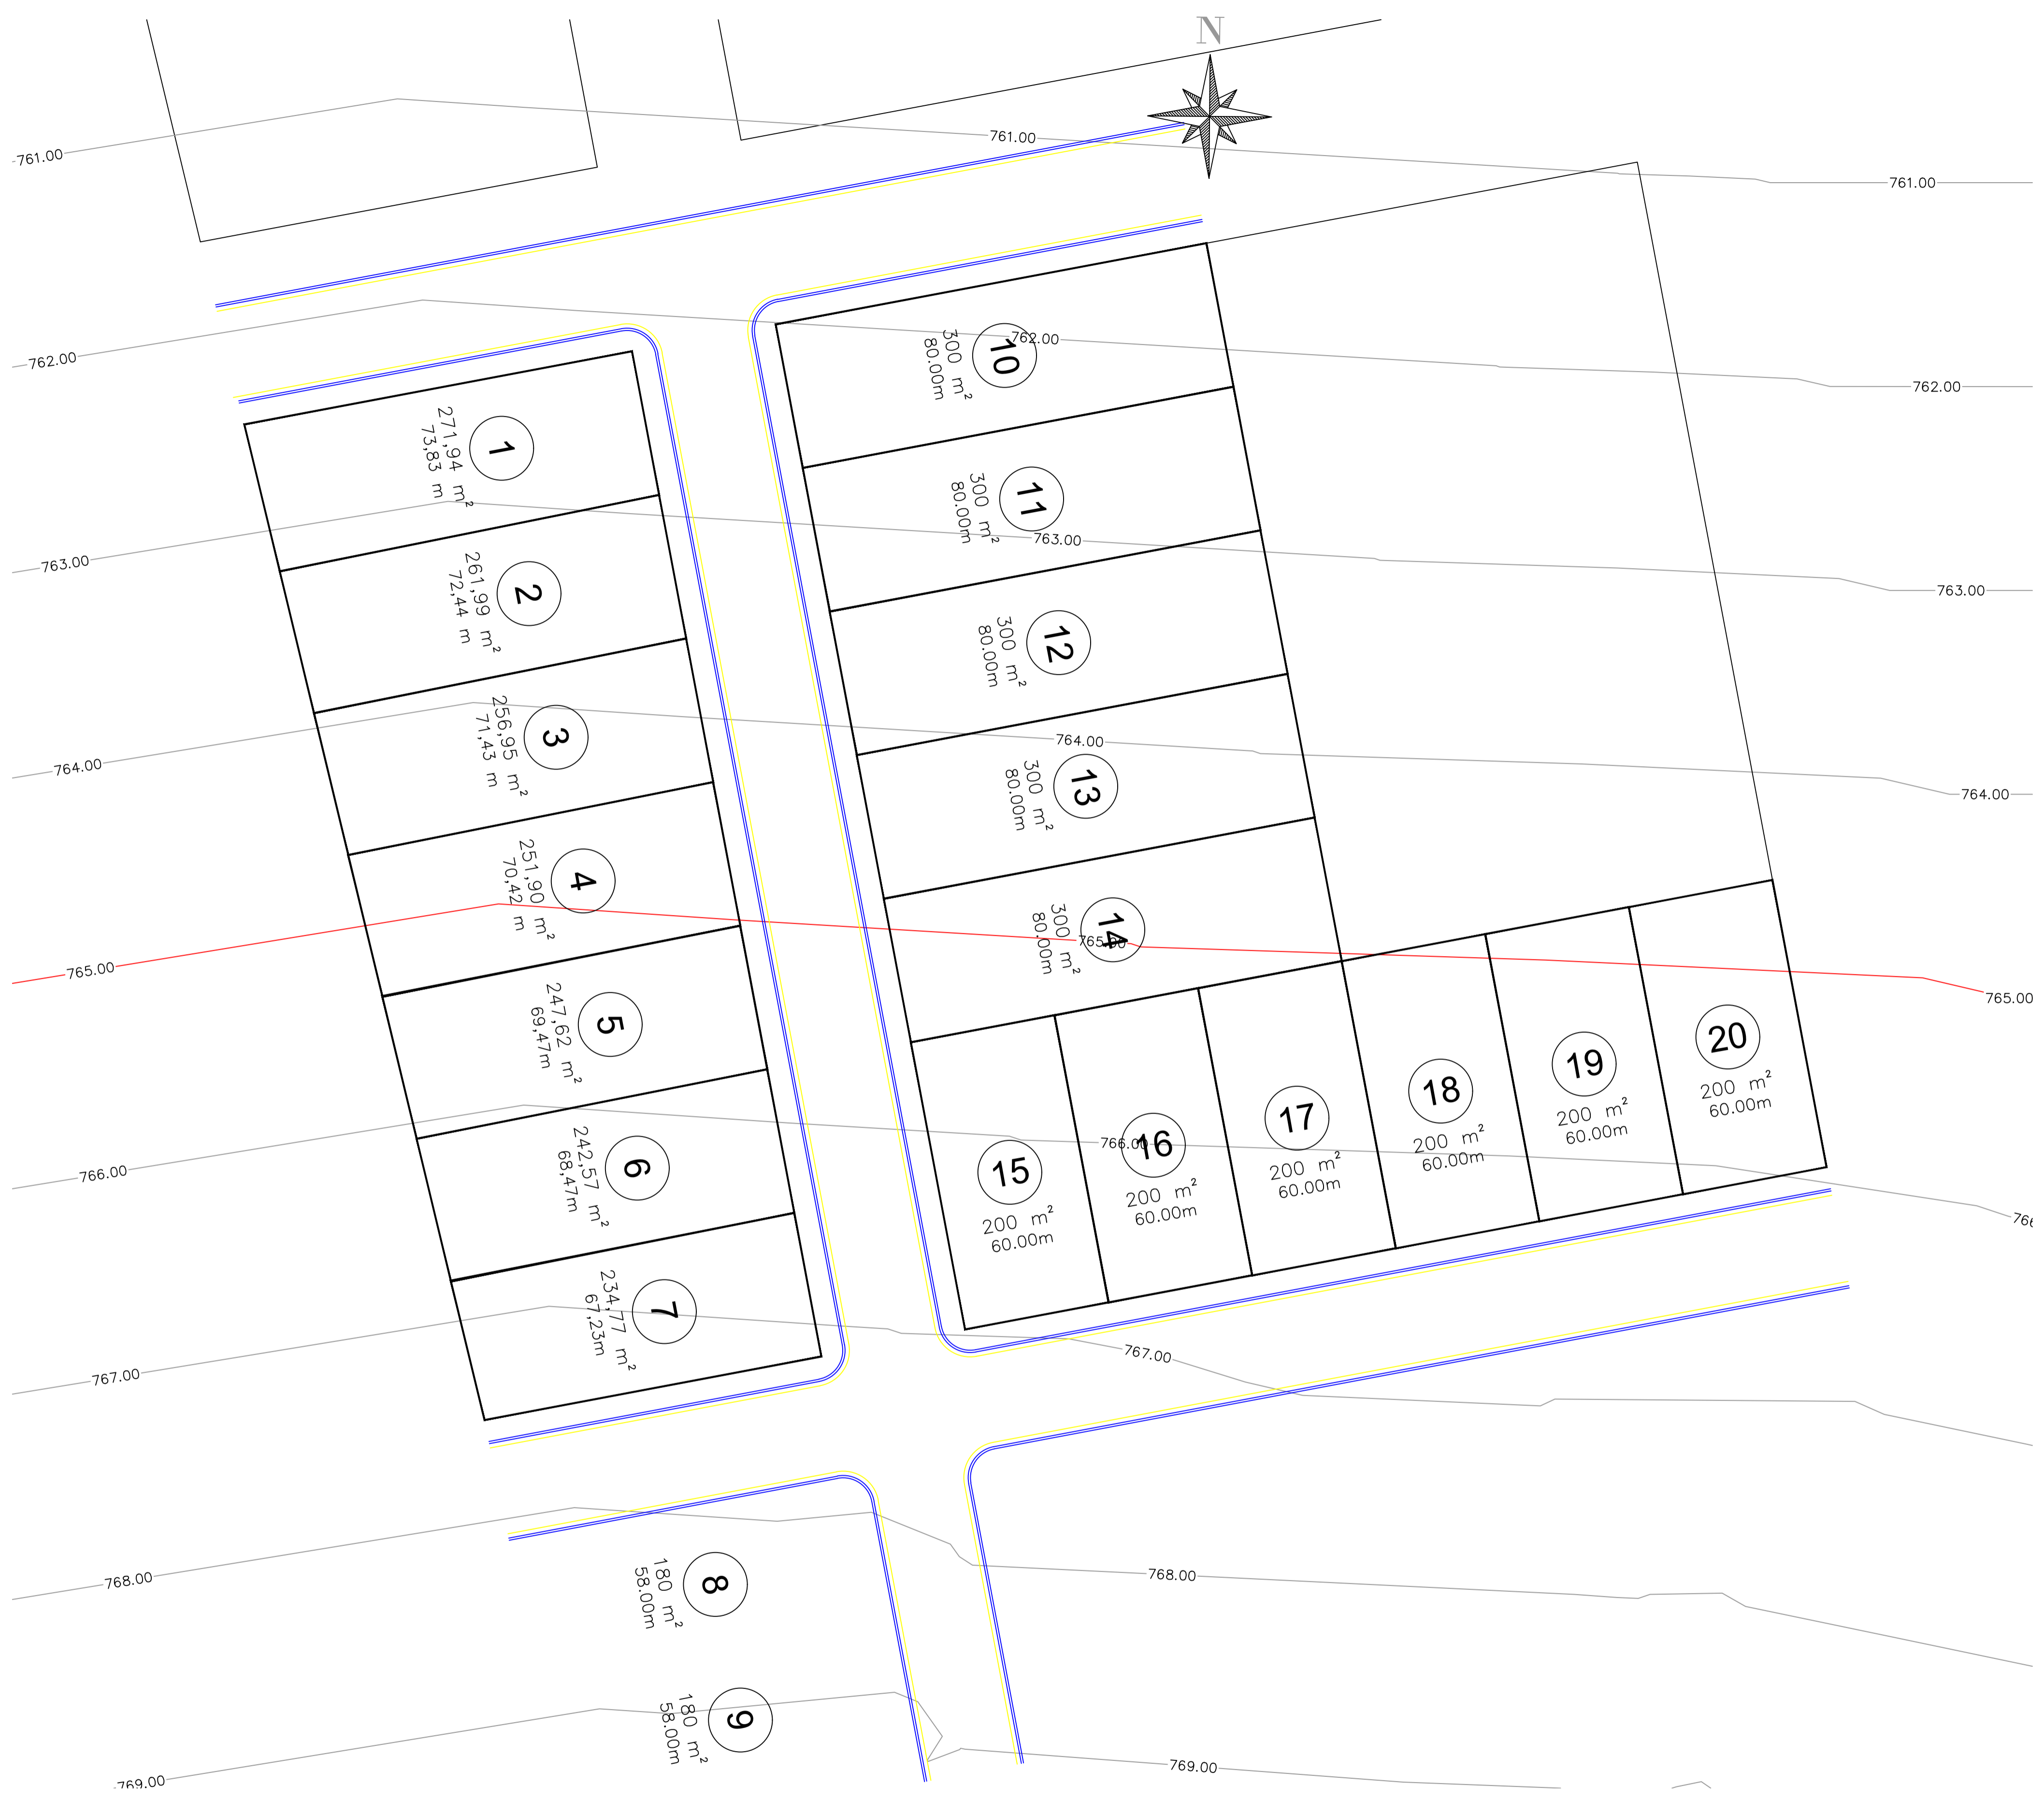 N
761.00
761.00
761.00
762.00
762.00
762.00
763.00
763.00
763.00
764.00
764.00
764.00
765.00
765.00
765.00
766.00
766.00
767.00
767.00
768.00
768.00
769.00
769.00
1
271,94 m²
73,83 m
2
261,99 m²
72,44 m
3
256,95 m²
71,43 m
4
251,90 m²
70,42 m
5
247,62 m²
69,47m
6
242,57 m²
68,47m
7
234,77 m²
67,23m
8
180 m²
58.00m
9
180 m²
58.00m
10
300 m²
80.00m
11
300 m²
80.00m
12
300 m²
80.00m
13
300 m²
80.00m
14
300 m²
80.00m
15
200 m²
60.00m
16
200 m²
60.00m
17
200 m²
60.00m
18
200 m²
60.00m
19
200 m²
60.00m
20
200 m²
60.00m